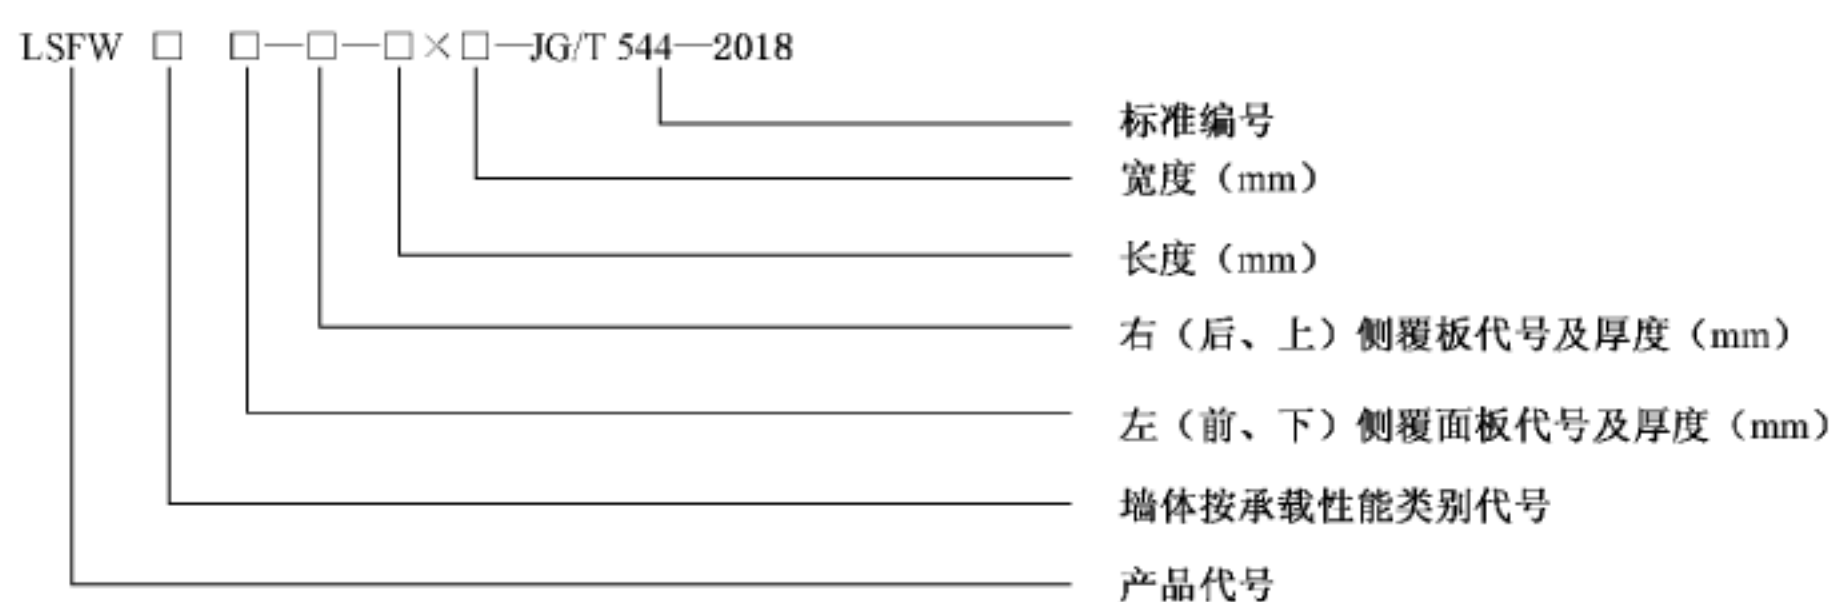 LSFW □ □—□—□×□—JG/T 544—2018
标准编号
宽度（mm）
长度（mm）
右（后、上）侧覆板代号及厚度（mm）
左（前、下）侧覆面板代号及厚度（mm）
墙体按承载性能类别代号
产品代号